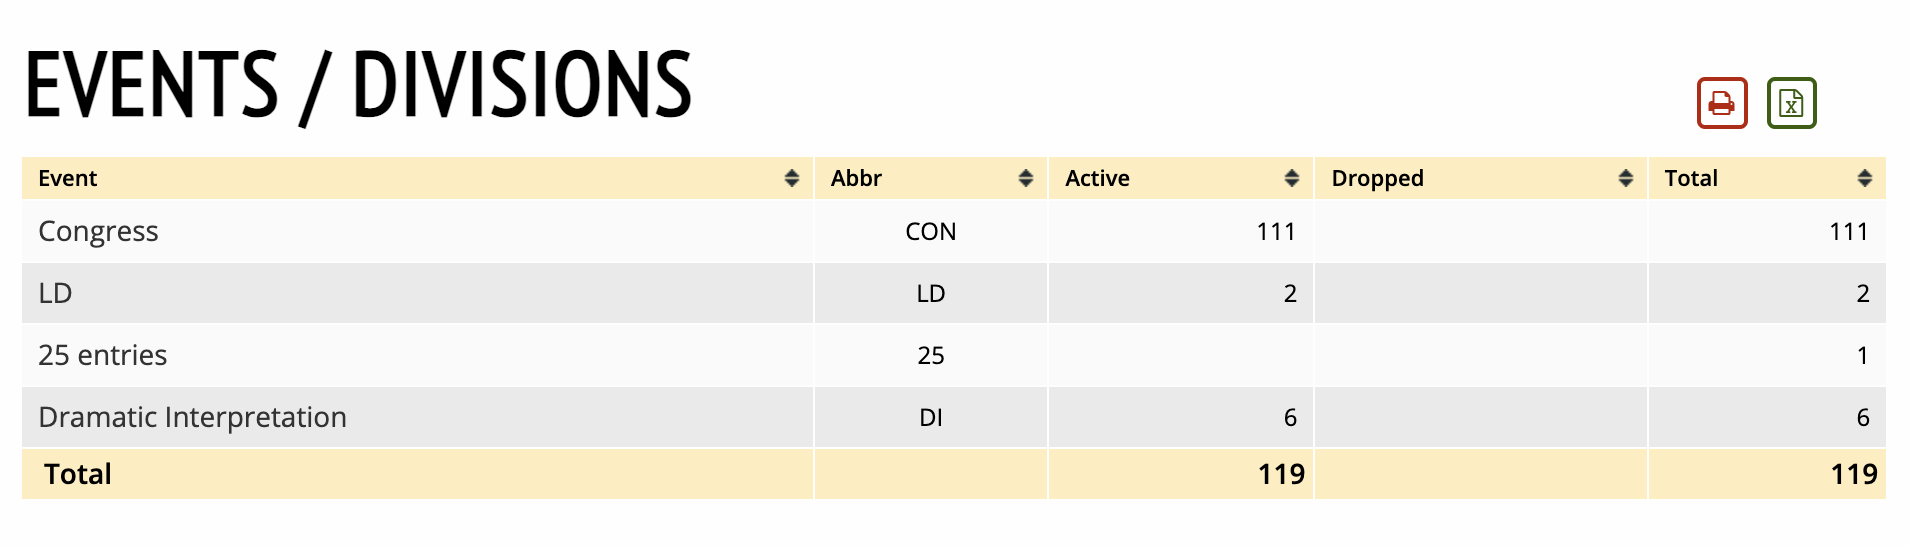 EVENTS / DIVISIONS
Event Abbr Active Dropped Total
Congress CON 111 111
LD LD 2 2
25 entries 25 1
Dramatic Interpretation DI 6 6
Total 119 119